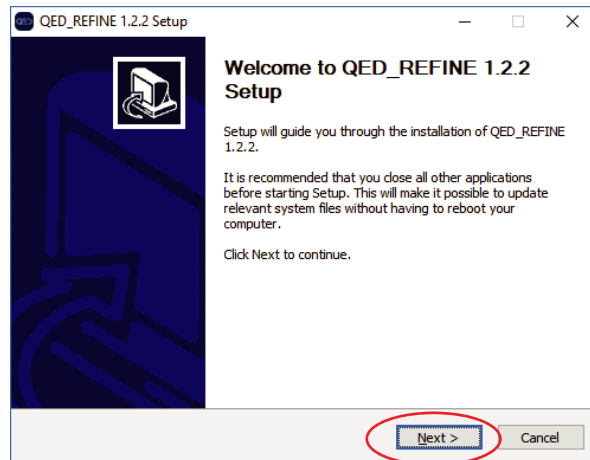 QED QED_REFINE 1.2.2 Setup
Welcome to QED_REFINE 1.2.2
Setup
Setup will guide you through the installation of QED_REFINE
1.2.2.
It is recommended that you close all other applications
before starting Setup. This will make it possible to update
relevant system files without having to reboot your
computer.
Click Next to continue.
Next > Cancel